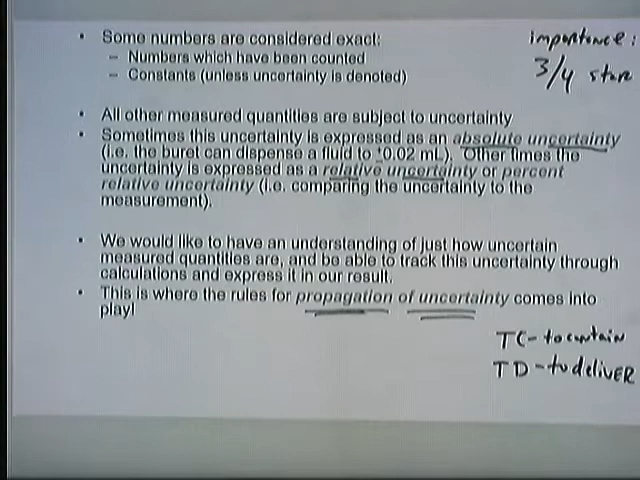 • Some numbers are considered exact:
– Numbers which have been counted
– Constants (unless uncertainty is denoted)
importance:
3/4 stars
• All other measured quantities are subject to uncertainty
• Sometimes this uncertainty is expressed as an absolute uncertainty
(i.e. the buret can dispense a fluid to ±0.02 mL). Other times the
uncertainty is expressed as a relative uncertainty or percent
relative uncertainty (i.e. comparing the uncertainty to the
measurement).
• We would like to have an understanding of just how uncertain
measured quantities are, and be able to track this uncertainty through
calculations and express it in our result.
• This is where the rules for propagation of uncertainty comes into
play!
TC - to contain
TD - to deliver